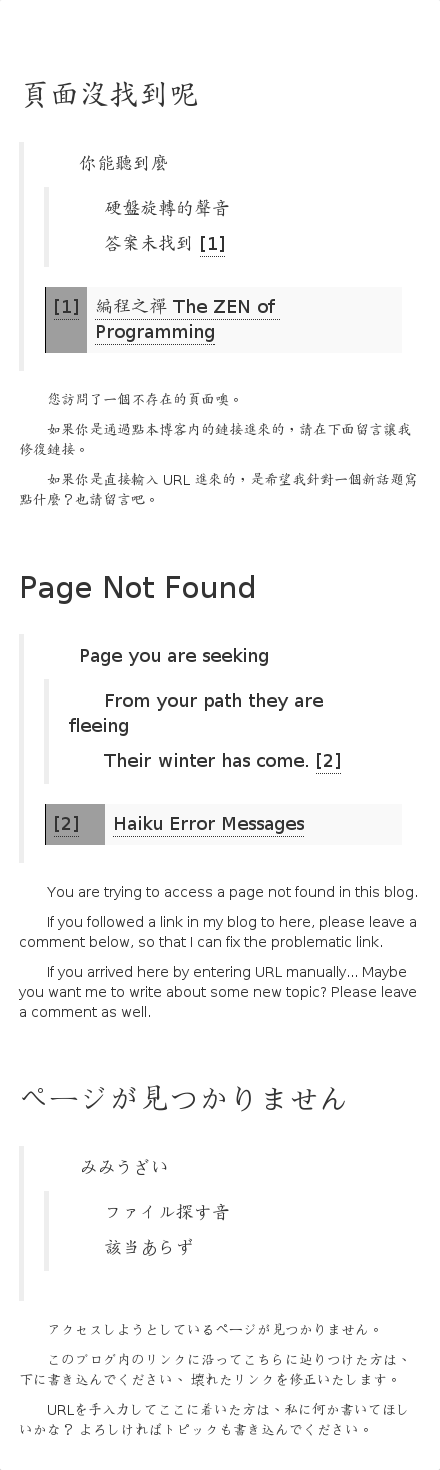 頁面沒找到呢
你能聽到麼
硬盤旋轉的聲音
答案未找到 [1]
[1] 編程之禪 The ZEN of
Programming
您訪問了一個不存在的頁面噢。
如果你是通過點本博客内的鏈接進來的，請在下面留言讓我
修復鏈接。
如果你是直接輸入 URL 進來的，是希望我針對一個新話題寫
點什麼？也請留言吧。
Page Not Found
Page you are seeking
From your path they are
fleeing
Their winter has come. [2]
[2] Haiku Error Messages
You are trying to access a page not found in this blog.
If you followed a link in my blog to here, please leave a
comment below, so that I can fix the problematic link.
If you arrived here by entering URL manually... Maybe
you want me to write about some new topic? Please leave
a comment as well.
ページが見つかりません
みみうざい
ファイル探す音
該当あらず
アクセスしようとしているページが見つかりません。
このブログ内のリンクに沿ってこちらに辿りつけた方は、
下に書き込んでください、 壊れたリンクを修正いたします。
URLを手入力してここに着いた方は、私に何か書いてほし
いかな？ よろしければトピックも書き込んでください。